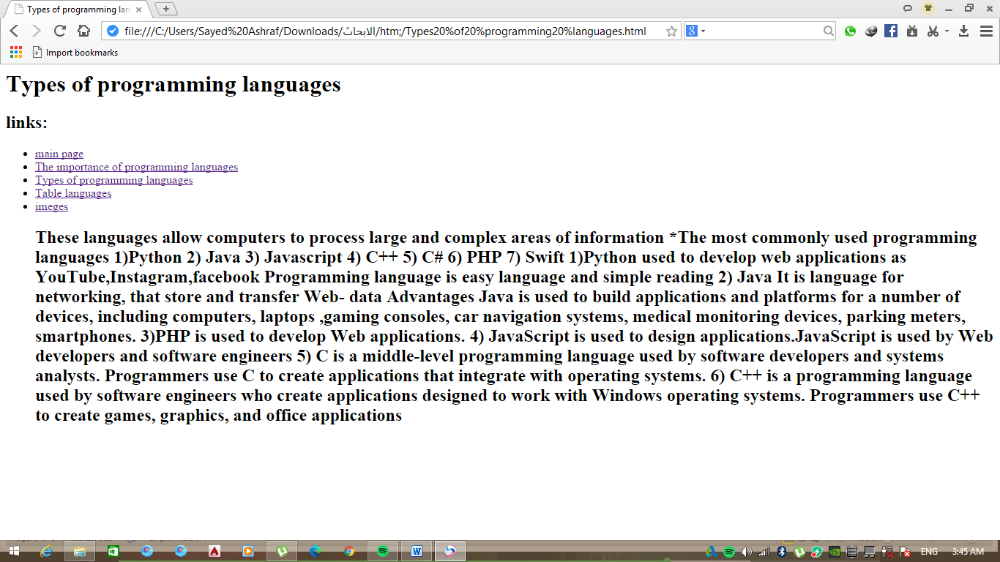 Types of programming lan
file:///C:/Users/Sayed%20Ashraf/Downloads/الابحاث/htm;/Types20%of20%programming20%languages.html
Import bookmarks
Types of programming languages
links:
main page
The importance of programming languages
Types of programming languages
Table languages
imeges
These languages allow computers to process large and complex areas of information *The most commonly used programming
languages 1)Python 2) Java 3) Javascript 4) C++ 5) C# 6) PHP 7) Swift 1)Python used to develop web applications as
YouTube,Instagram,facebook Programming language is easy language and simple reading 2) Java It is language for
networking, that store and transfer Web- data Advantages Java is used to build applications and platforms for a number of
devices, including computers, laptops ,gaming consoles, car navigation systems, medical monitoring devices, parking meters,
smartphones. 3)PHP is used to develop Web applications. 4) JavaScript is used to design applications.JavaScript is used by Web
developers and software engineers 5) C is a middle-level programming language used by software developers and systems
analysts. Programmers use C to create applications that integrate with operating systems. 6) C++ is a programming language
used by software engineers who create applications designed to work with Windows operating systems. Programmers use C++
to create games, graphics, and office applications
ENG
3:45 AM